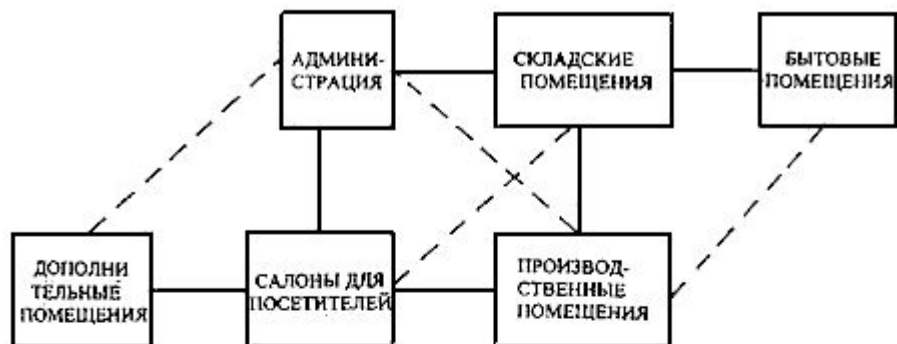 АДМИНИ-
СТРАЦИЯ
СКЛАДСКИЕ
ПОМЕЩЕНИЯ
БЫТОВЫЕ
ПОМЕЩЕНИЯ
ДОПОЛНИ
ТЕЛЬНЫЕ
ПОМЕЩЕНИЯ
САЛОНЫ ДЛЯ
ПОСЕТИТЕЛЕЙ
ПРОИЗВОД-
СТВЕННЫЕ
ПОМЕЩЕНИЯ